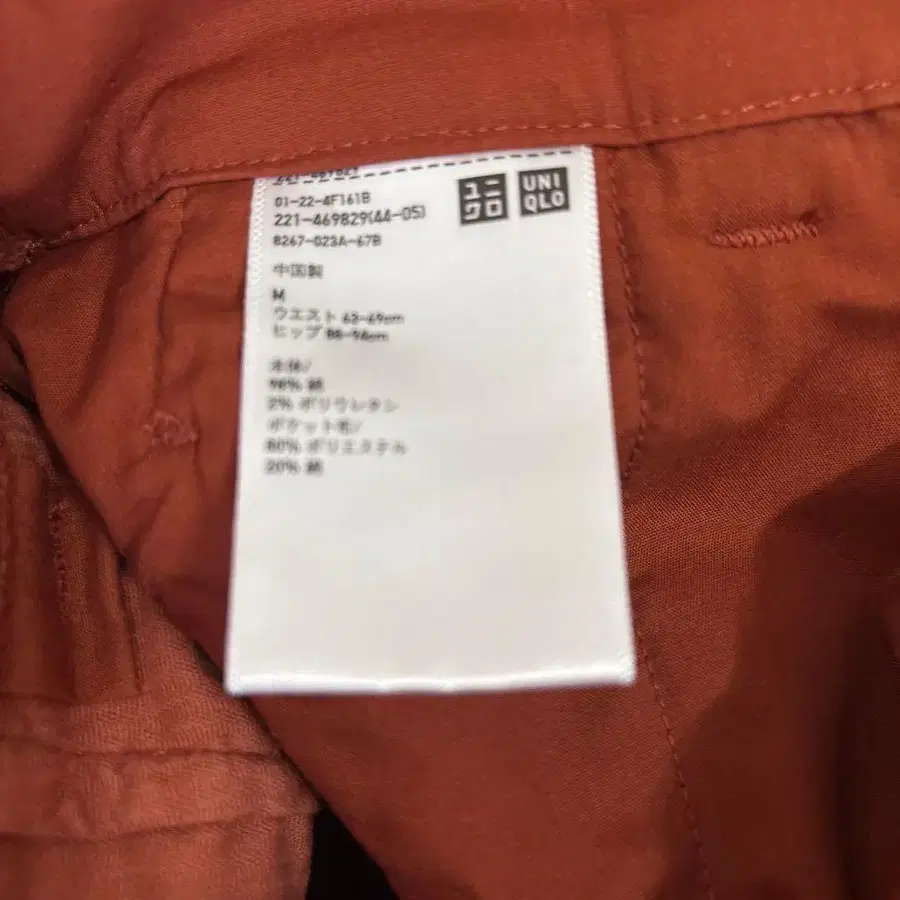 01-22-4F161B
221-469829(44-05)
8267-023A-67B
ユニクロ
UNIQLO
中国製
M
ウエスト 63-69cm
ヒップ 88-94cm
本体/
98% 綿
2% ポリウレタン
ポケット布/
80% ポリエステル
20% 綿